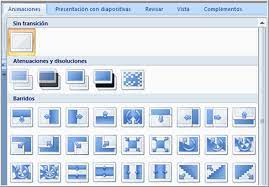 Animaciones Presentación con diapositivas Revisar Vista Complementos
Sin transición
Atenuaciones y disoluciones
Barridos